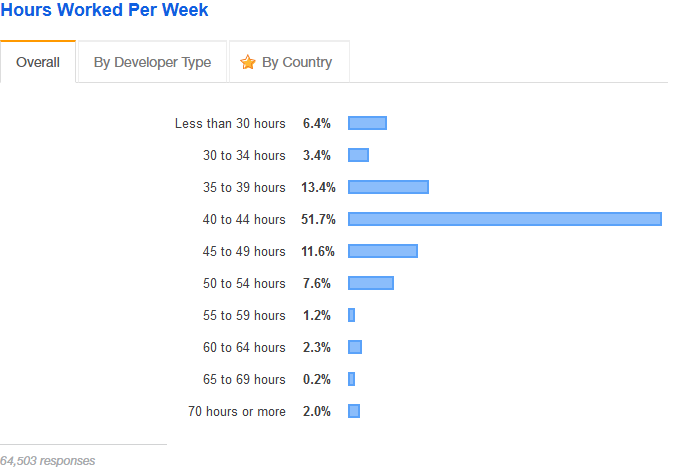 Hours Worked Per Week
Overall By Developer Type By Country
Less than 30 hours 6.4%
30 to 34 hours 3.4%
35 to 39 hours 13.4%
40 to 44 hours 51.7%
45 to 49 hours 11.6%
50 to 54 hours 7.6%
55 to 59 hours 1.2%
60 to 64 hours 2.3%
65 to 69 hours 0.2%
70 hours or more 2.0%
64,503 responses